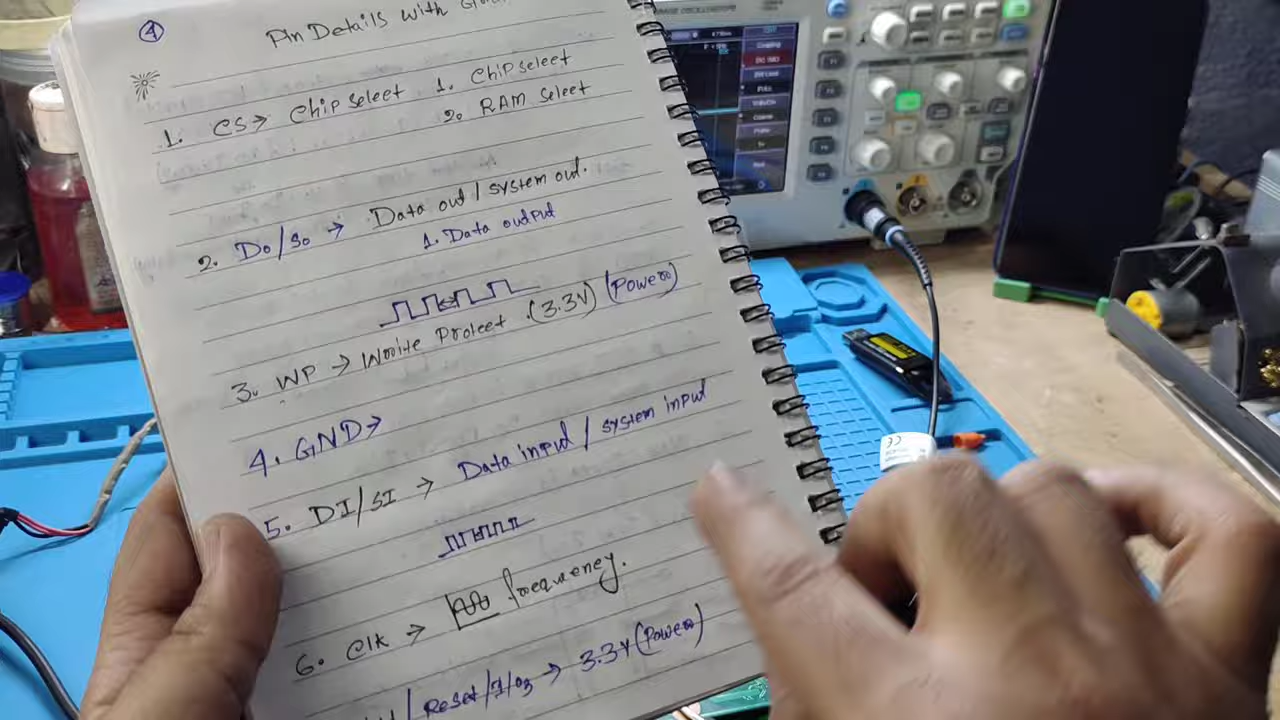 4
Pin Details with
1. CS→ Chip select 1. Chip select
2. RAM select
2. Do/So → Data out / system out.
1. Data output
3. WP → Wroite Protect .(3.3V) (Power)
4. GND→
5. DI/SI → Data input / system input
6. Clk → frequency.
/ Reset/I/O3 → 3.3V (Power)